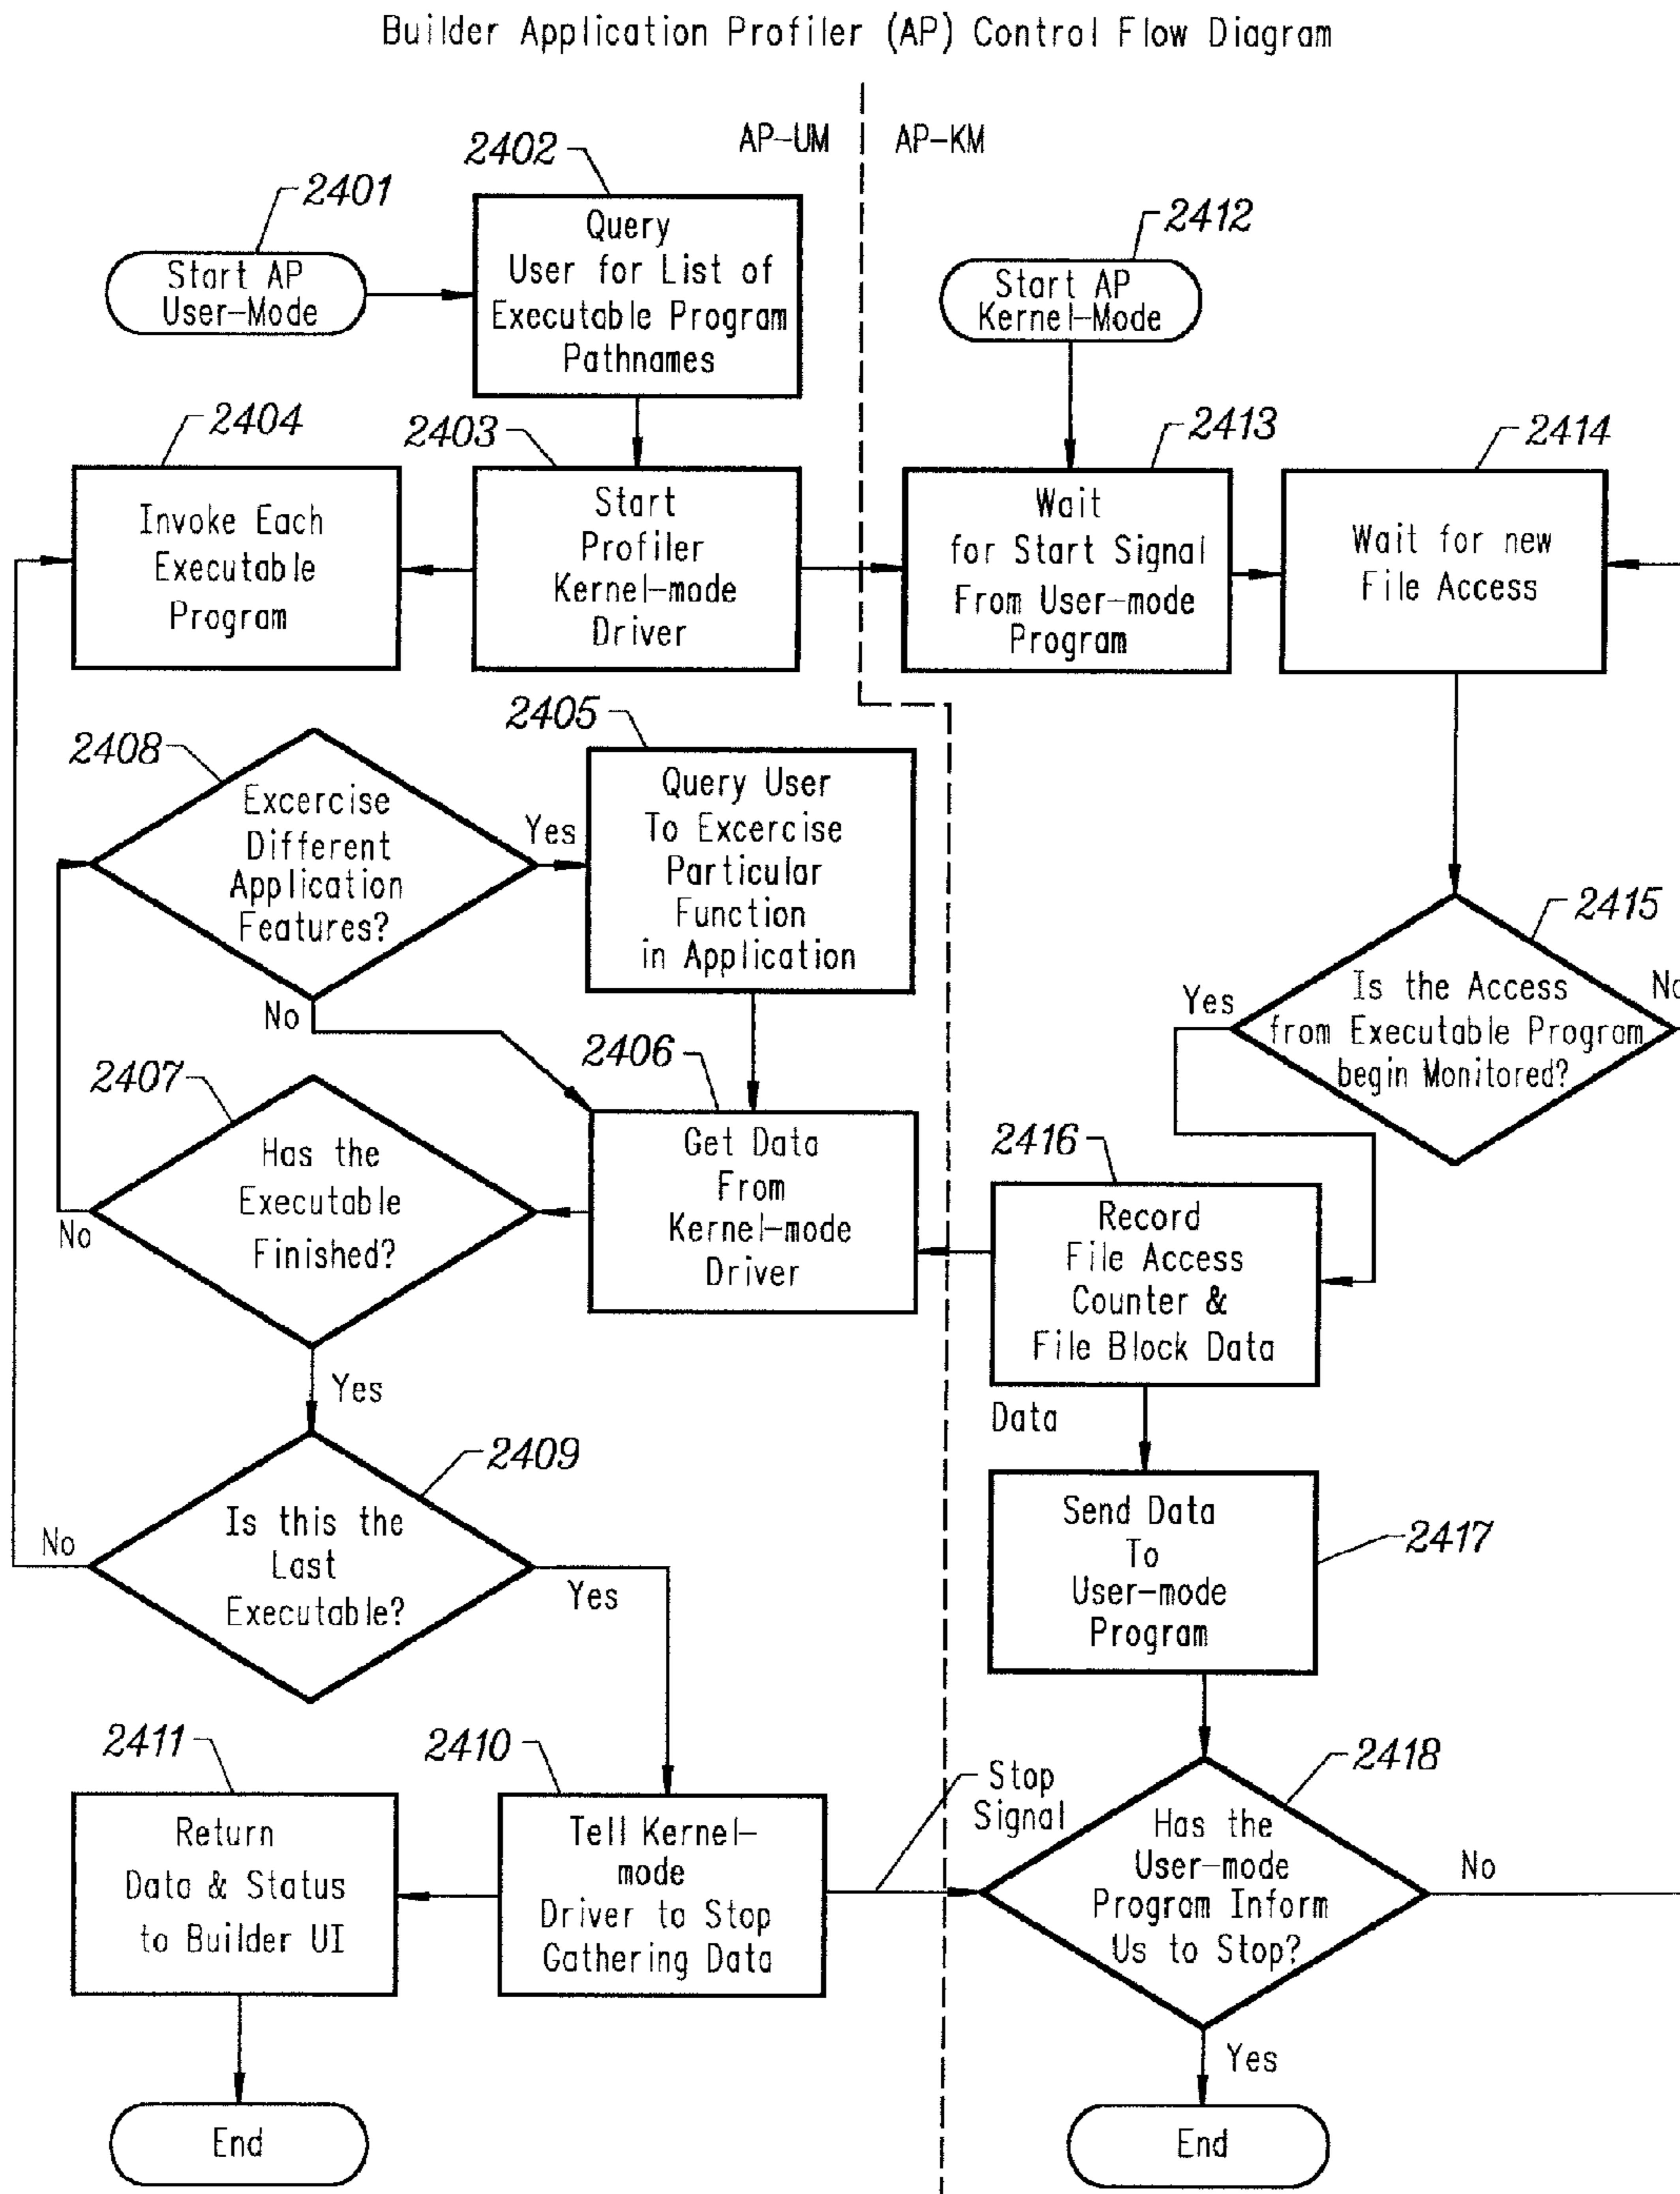 Builder Application Profiler (AP) Control Flow Diagram
AP-UM
AP-KM
2401
Start AP
User-Mode
2402
Query
User for List of
Executable Program
Pathnames
2412
Start AP
Kernel-Mode
2404
Invoke Each
Executable
Program
2403
Start
Profiler
Kernel-mode
Driver
2413
Wait
for Start Signal
From User-mode
Program
2414
Wait for new
File Access
2408
Excercise
Different
Application
Features?
Yes
No
2405
Query User
To Excercise
Particular
Function
in Application
2415
Is the Access
from Executable Program
begin Monitored?
Yes
No
2407
Has the
Executable
Finished?
No
Yes
2406
Get Data
From
Kernel-mode
Driver
2416
Record
File Access
Counter &
File Block Data
Data
2409
Is this the
Last
Executable?
No
Yes
Send Data
To
User-mode
Program
2417
2411
Return
Data & Status
to Builder UI
2410
Tell Kernel-
mode
Driver to Stop
Gathering Data
Stop
Signal
2418
Has the
User-mode
Program Inform
Us to Stop?
No
Yes
End
End